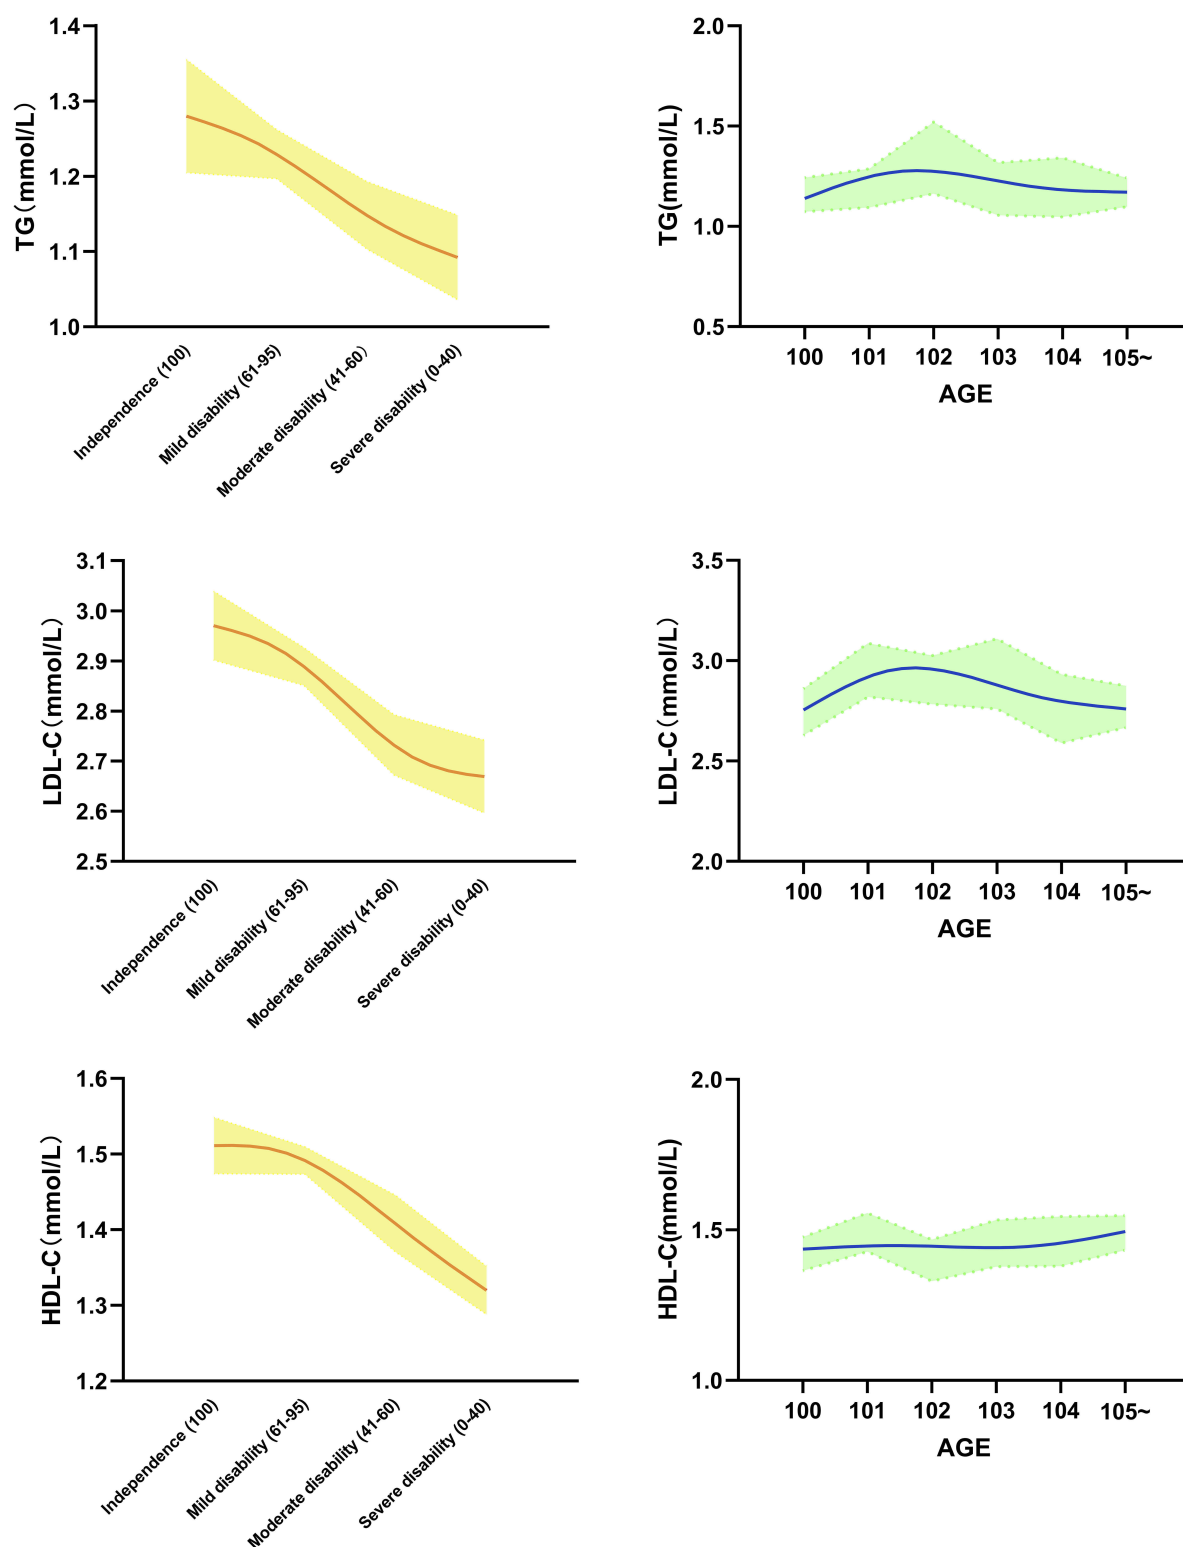 TG（mmol/L）
1.4
1.3
1.2
1.1
1.0
Independence (100)
Mild disability (61-95)
Moderate disability (41-60）
Severe disability (0-40)
TG(mmol/L)
2.0
1.5
1.0
0.5
100 101 102 103 104 105~
AGE
LDL-C（mmol/L）
3.1
3.0
2.9
2.8
2.7
2.6
2.5
Independence (100)
Mild disability (61-95)
Moderate disability (41-60)
Severe disability (0-40)
LDL-C（mmol/L）
3.5
3.0
2.5
2.0
100 101 102 103 104 105~
AGE
HDL-C（mmol/L）
1.6
1.5
1.4
1.3
1.2
Independence (100)
Mild disability (61-95)
Moderate disability (41-60)
Severe disability (0-40)
HDL-C(mmol/L)
2.0
1.5
1.0
100 101 102 103 104 105~
AGE